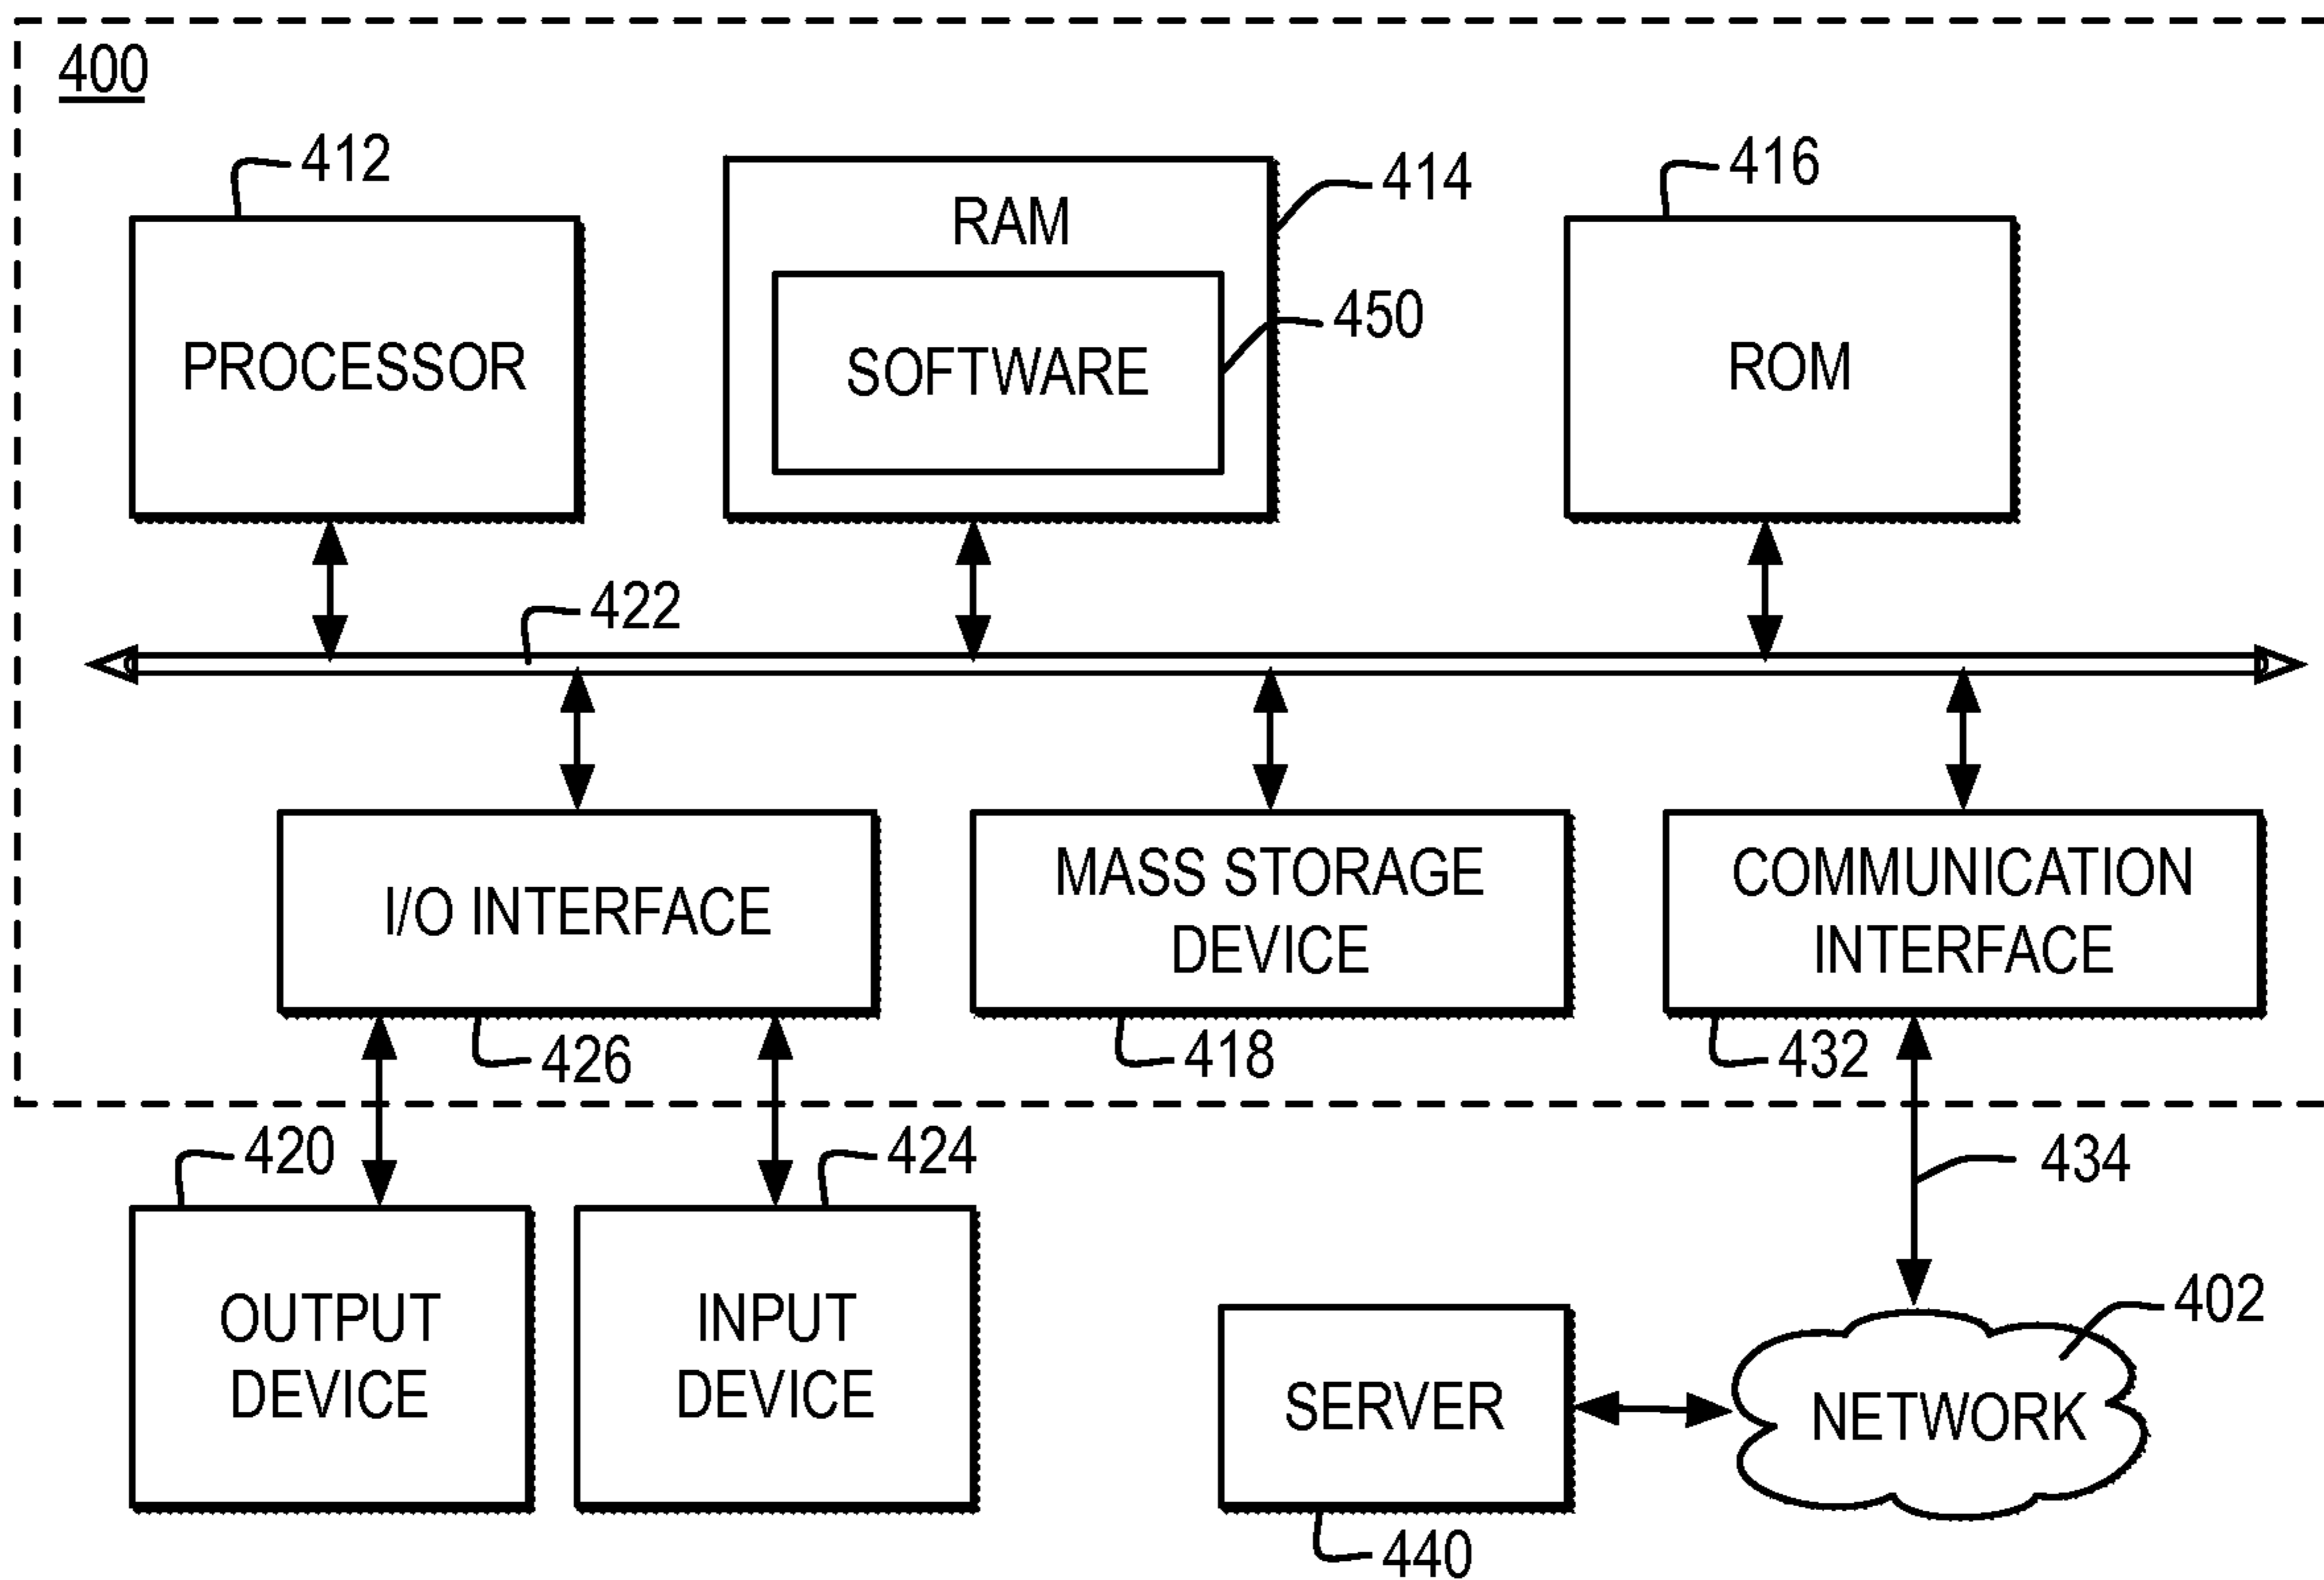 400
412
414
416
RAM
450
PROCESSOR
SOFTWARE
ROM
422
I/O INTERFACE
MASS STORAGE
DEVICE
COMMUNICATION
INTERFACE
426
418
432
420
424
434
OUTPUT
DEVICE
INPUT
DEVICE
402
SERVER
NETWORK
440